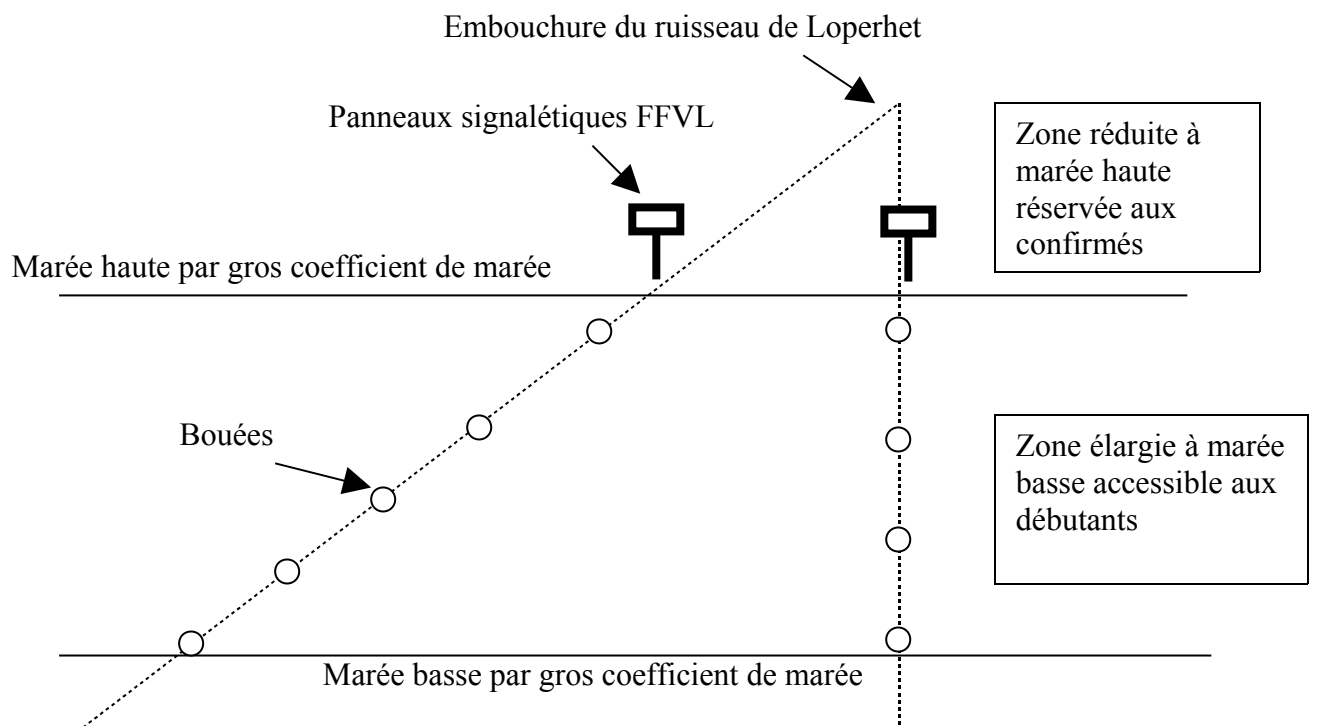 Embouchure du ruisseau de Loperhet
Panneaux signalétiques FFVL
Zone réduite à
marée haute
réservée aux
confirmés
Marée haute par gros coefficient de marée
Bouées
Zone élargie à marée
basse accessible aux
débutants
Marée basse par gros coefficient de marée